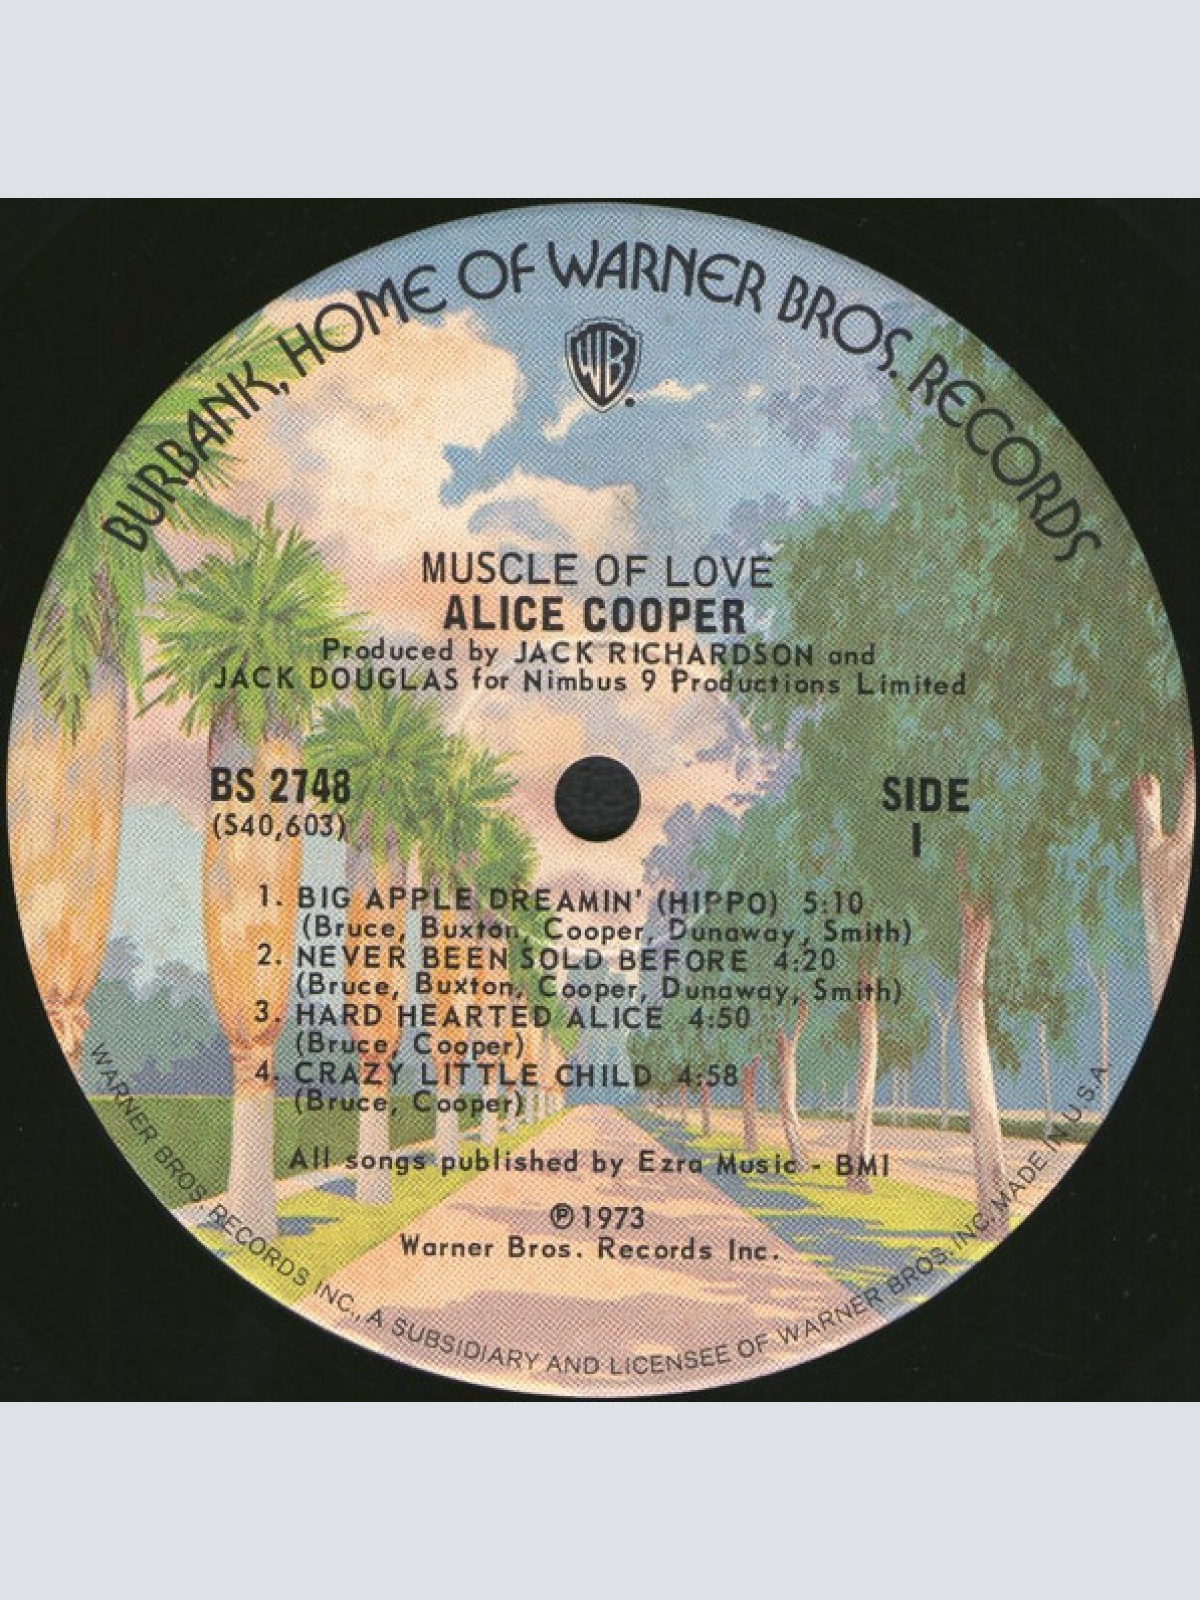 BURBANK, HOME OF WARNER BROS. RECORDS
WB
MUSCLE OF LOVE
ALICE COOPER
Produced by JACK RICHARDSON and
JACK DOUGLAS for Nimbus 9 Productions Limited
BS 2748
(S40,603)
SIDE
1
1. BIG APPLE DREAMIN' (HIPPO) 5:10
(Bruce, Buxton, Cooper, Dunaway, Smith)
2. NEVER BEEN SOLD BEFORE 4:20
(Bruce, Buxton, Cooper, Dunaway, Smith)
3. HARD HEARTED ALICE 4:50
(Bruce, Cooper)
4. CRAZY LITTLE CHILD 4:58
(Bruce, Cooper)
All songs published by Ezra Music - BMI
℗1973
Warner Bros. Records Inc.
WARNER BROS. RECORDS INC., A SUBSIDIARY AND LICENSEE OF WARNER BROS. INC. MADE IN U.S.A.